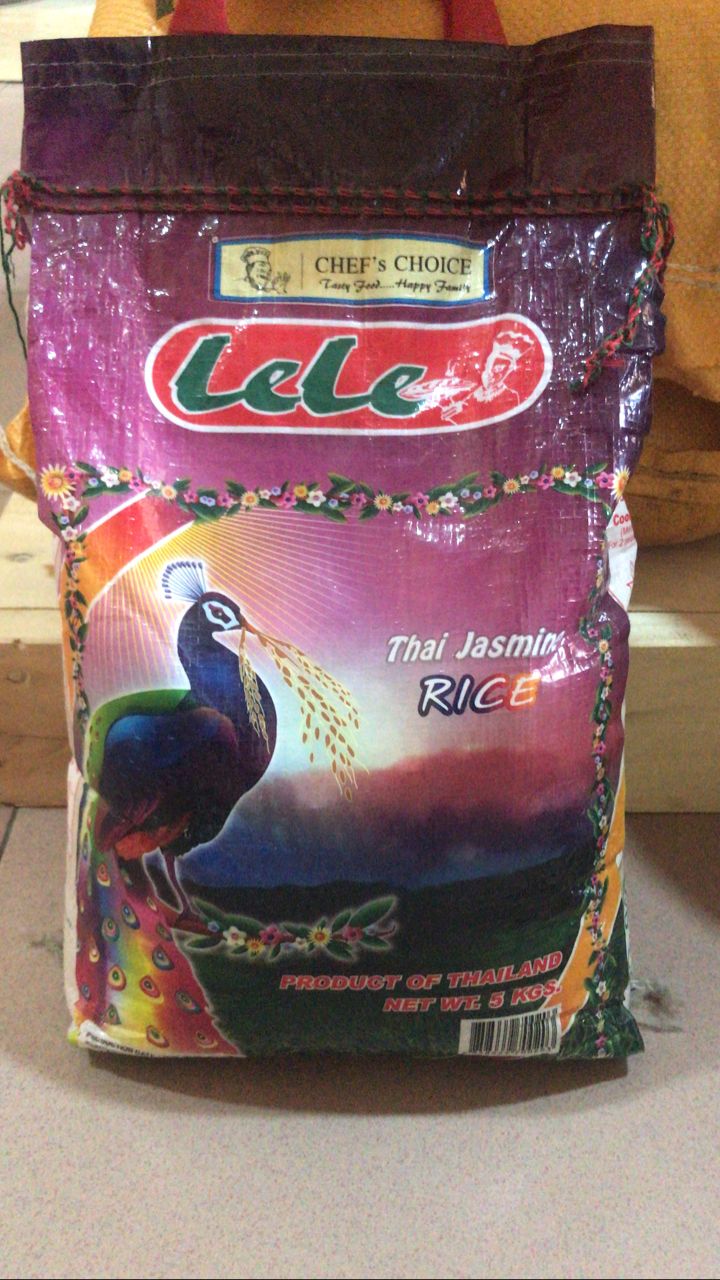 CHEF's CHOICE
Tasty Food.....Happy Family
LeLe
Thai Jasmin
RICE
PRODUCT OF THAILAND
NET WT. 5 KGS.